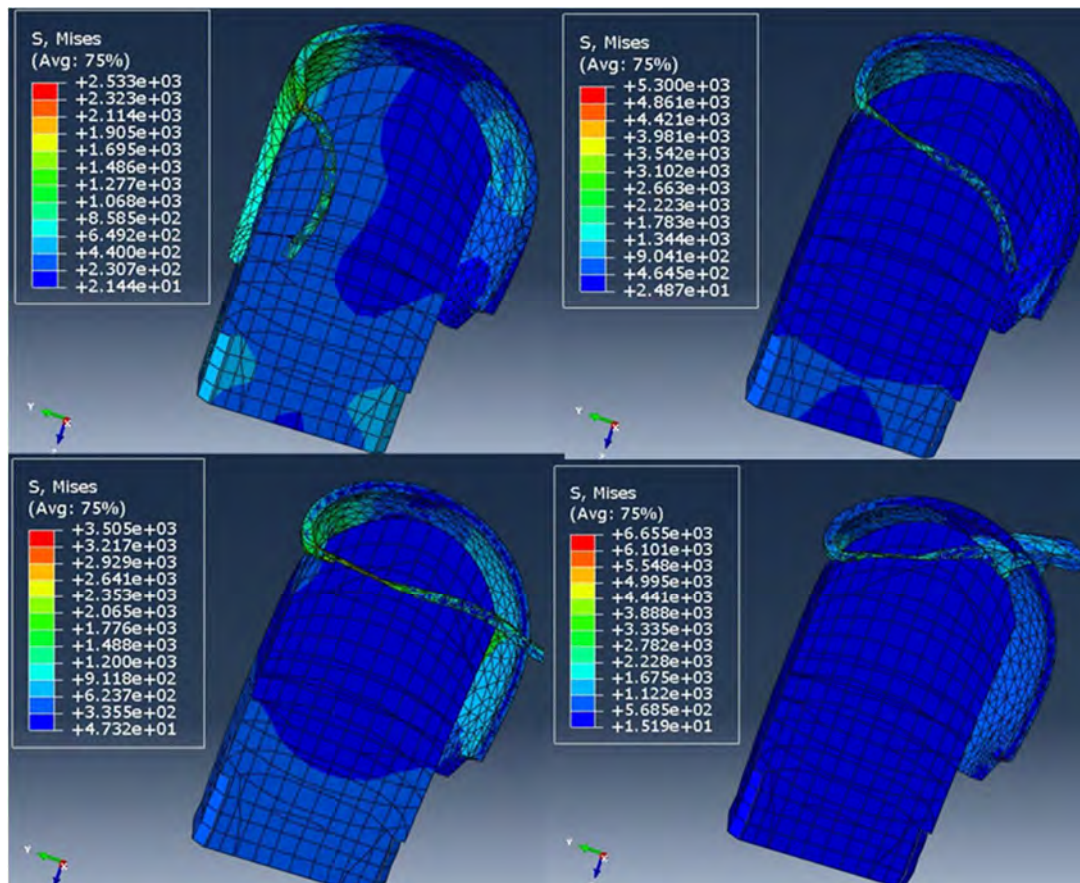 S, Mises
(Avg: 75%)
+2.533e+03
+2.323e+03
+2.114e+03
+1.905e+03
+1.695e+03
+1.486e+03
+1.277e+03
+1.068e+03
+8.585e+02
+6.492e+02
+4.400e+02
+2.307e+02
+2.144e+01
Y
X
S, Mises
(Avg: 75%)
+5.300e+03
+4.861e+03
+4.421e+03
+3.981e+03
+3.542e+03
+3.102e+03
+2.663e+03
+2.223e+03
+1.783e+03
+1.344e+03
+9.041e+02
+4.645e+02
+2.487e+01
Y
X
S, Mises
(Avg: 75%)
+3.505e+03
+3.217e+03
+2.929e+03
+2.641e+03
+2.353e+03
+2.065e+03
+1.776e+03
+1.488e+03
+1.200e+03
+9.118e+02
+6.237e+02
+3.355e+02
+4.732e+01
Y
X
S, Mises
(Avg: 75%)
+6.655e+03
+6.101e+03
+5.548e+03
+4.995e+03
+4.441e+03
+3.888e+03
+3.335e+03
+2.782e+03
+2.228e+03
+1.675e+03
+1.122e+03
+5.685e+02
+1.519e+01
Y
X